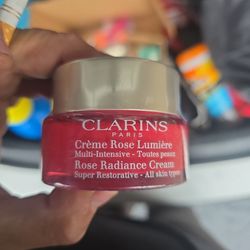 CLARINS
PARIS
Crème Rose Lumière
Multi-Intensive - Toutes peaux
Rose Radiance Cream
Super Restorative - All skin types